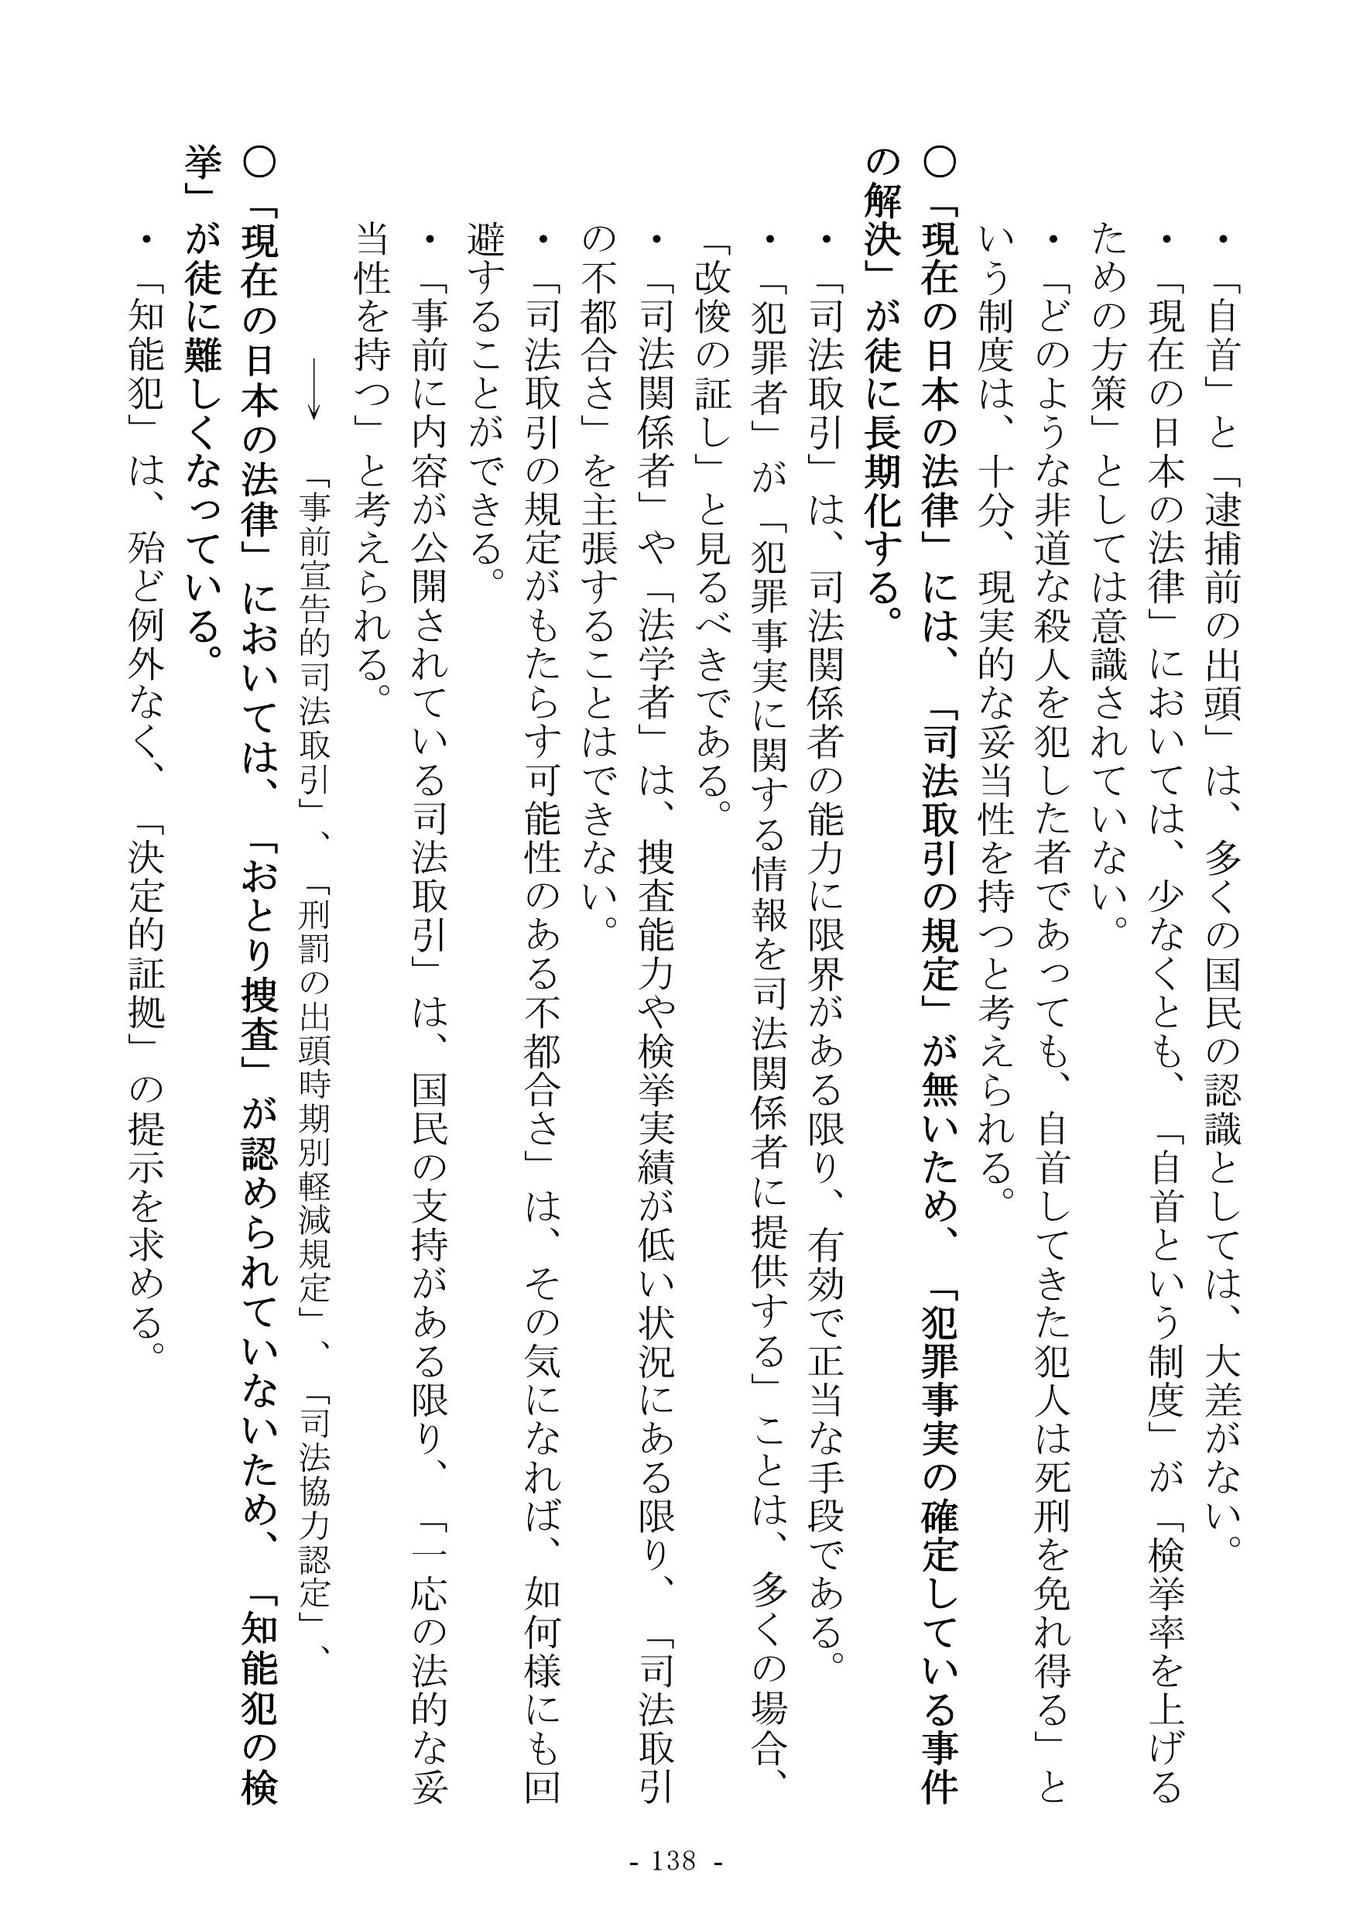 ・「自首」と「逮捕前の出頭」は、多くの国民の認識としては、大差がない。
・「現在の日本の法律」においては、少なくとも、「自首という制度」が「検挙率を上げる
ための方策」としては意識されていない。
・「どのような非道な殺人を犯した者であっても、自首してきた犯人は死刑を免れ得る」と
いう制度は、十分、現実的な妥当性を持つと考えられる。
〇「現在の日本の法律」には、「司法取引の規定」が無いため、「犯罪事実の確定している事件
の解決」が徒に長期化する。
・「司法取引」は、司法関係者の能力に限界がある限り、有効で正当な手段である。
・「犯罪者」が「犯罪事実に関する情報を司法関係者に提供する」ことは、多くの場合、
「改悛の証し」と見るべきである。
・「司法関係者」や「法学者」は、捜査能力や検挙実績が低い状況にある限り、「司法取引
の不都合さ」を主張することはできない。
・「司法取引の規定がもたらす可能性のある不都合さ」は、その気になれば、如何様にも回
避することができる。
・「事前に内容が公開されている司法取引」は、国民の支持がある限り、「一応の法的な妥
当性を持つ」と考えられる。
→ 「事前宣告的司法取引」、「刑罰の出頭時期別軽減規定」、「司法協力認定」、
〇「現在の日本の法律」においては、「おとり捜査」が認められていないため、「知能犯の検
挙」が徒に難しくなっている。
・「知能犯」は、殆ど例外なく、「決定的証拠」の提示を求める。
- 138 -